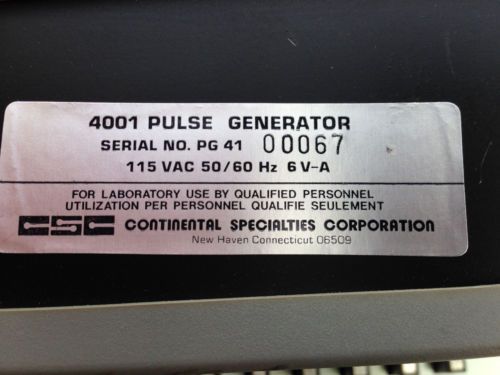 4001 PULSE GENERATOR
SERIAL NO. PG 41 00067
115 VAC 50/60 Hz 6 V-A
FOR LABORATORY USE BY QUALIFIED PERSONNEL
UTILIZATION PER PERSONNEL QUALIFIE SEULEMENT
CSC CONTINENTAL SPECIALTIES CORPORATION
New Haven Connecticut 06509